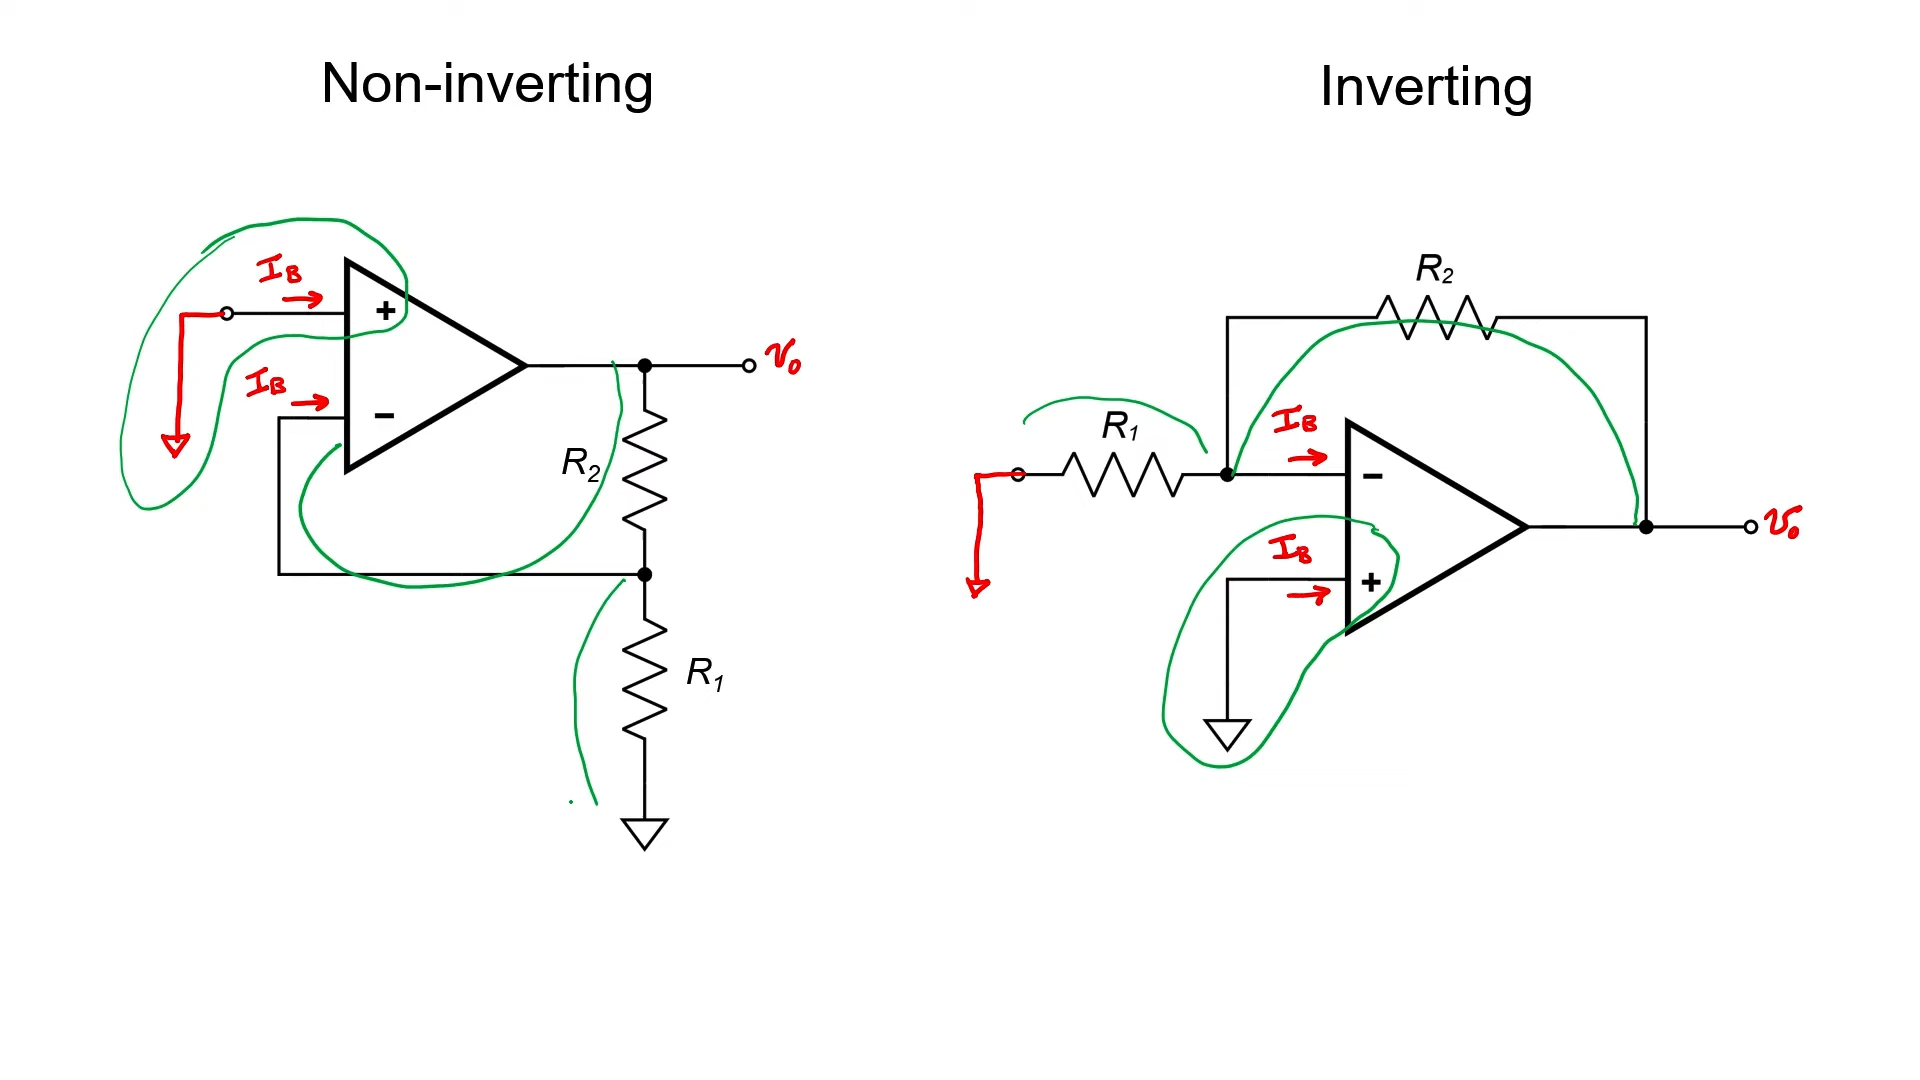 Non-inverting
I_B
+
I_B
−
v_o
R_2
R_1
Inverting
R_2
R_1
I_B
−
I_B
+
v_o